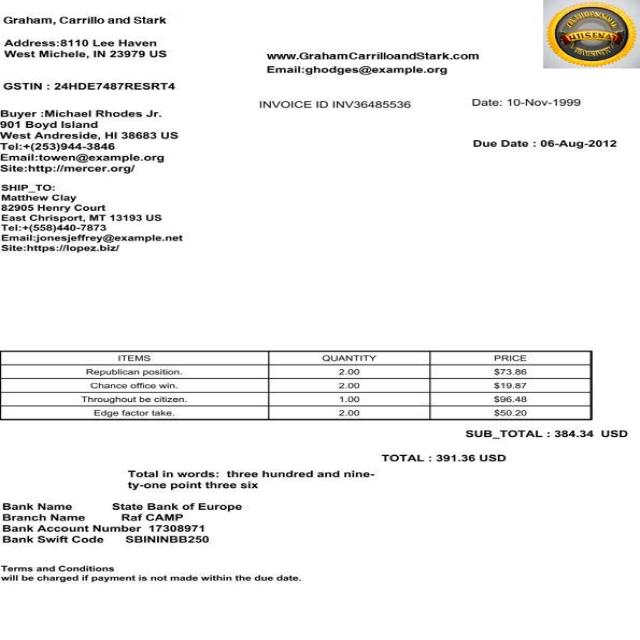 Graham, Carrillo and Stark
Address:8110 Lee Haven
West Michele, IN 23979 US
www.GrahamCarrilloandStark.com
Email:ghodges@example.org
GSTIN : 24HDE7487RESRT4
INVOICE ID INV36485536
Date: 10-Nov-1999
Due Date : 06-Aug-2012
Buyer :Michael Rhodes Jr.
901 Boyd Island
West Andreside, HI 38683 US
Tel:+(253)944-3846
Email:towen@example.org
Site:http://mercer.org/
SHIP_TO:
Matthew Clay
82905 Henry Court
East Chrisport, MT 13193 US
Tel:+(558)440-7873
Email:jonesjeffrey@example.net
Site:https://lopez.biz/
ITEMS QUANTITY PRICE
Republican position. 2.00 $73.86
Chance office win. 2.00 $19.87
Throughout be citizen. 1.00 $96.48
Edge factor take. 2.00 $50.20
SUB_TOTAL : 384.34 USD
TOTAL : 391.36 USD
Total in words: three hundred and nine-
ty-one point three six
Bank Name State Bank of Europe
Branch Name Raf CAMP
Bank Account Number 17308971
Bank Swift Code SBININBB250
Terms and Conditions
will be charged if payment is not made within the due date.